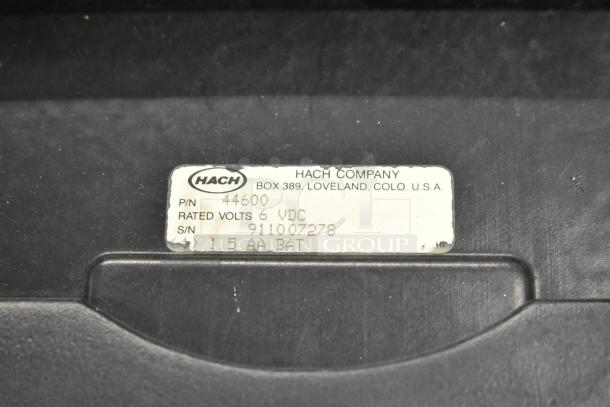 HACH
HACH COMPANY
BOX 389, LOVELAND, COLO. U.S.A.
P/N 44600
RATED VOLTS 6 VDC
S/N 911007278
1.5 AA BAT.
GROUP